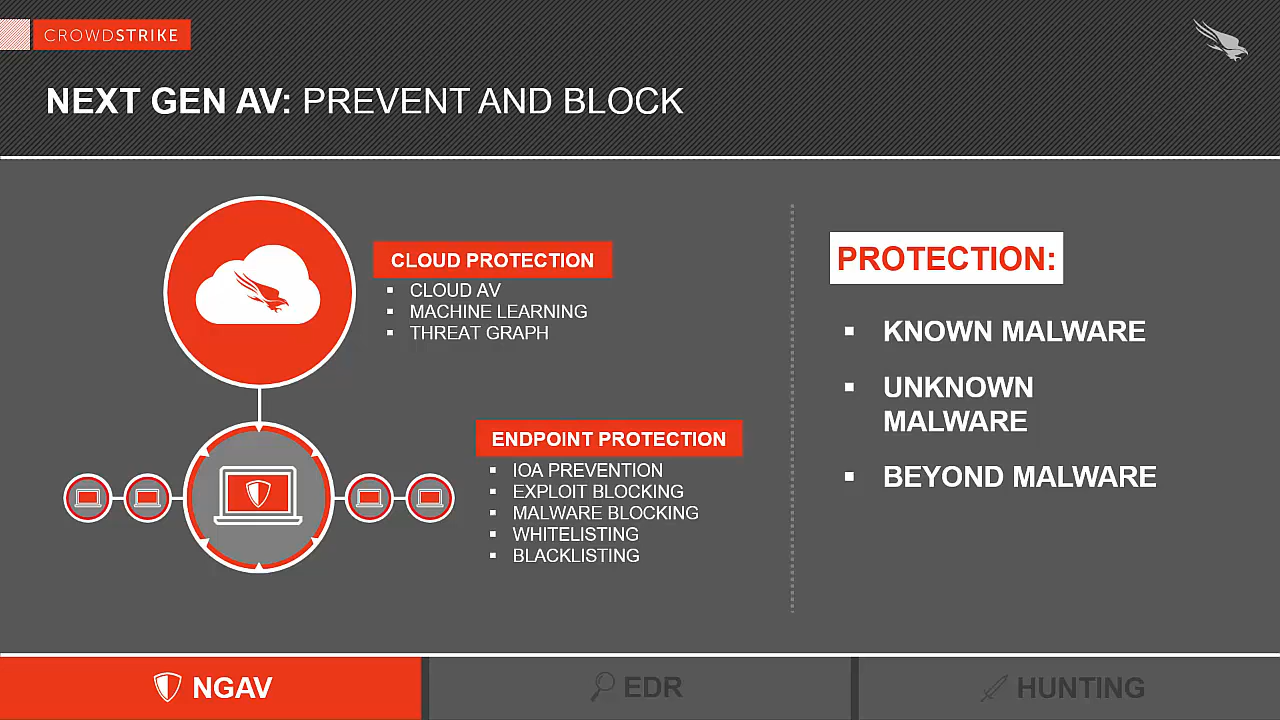 CROWDSTRIKE
NEXT GEN AV: PREVENT AND BLOCK
CLOUD PROTECTION
▪ CLOUD AV
▪ MACHINE LEARNING
▪ THREAT GRAPH
ENDPOINT PROTECTION
▪ IOA PREVENTION
▪ EXPLOIT BLOCKING
▪ MALWARE BLOCKING
▪ WHITELISTING
▪ BLACKLISTING
PROTECTION:
▪ KNOWN MALWARE
▪ UNKNOWN
MALWARE
▪ BEYOND MALWARE
NGAV
EDR
HUNTING